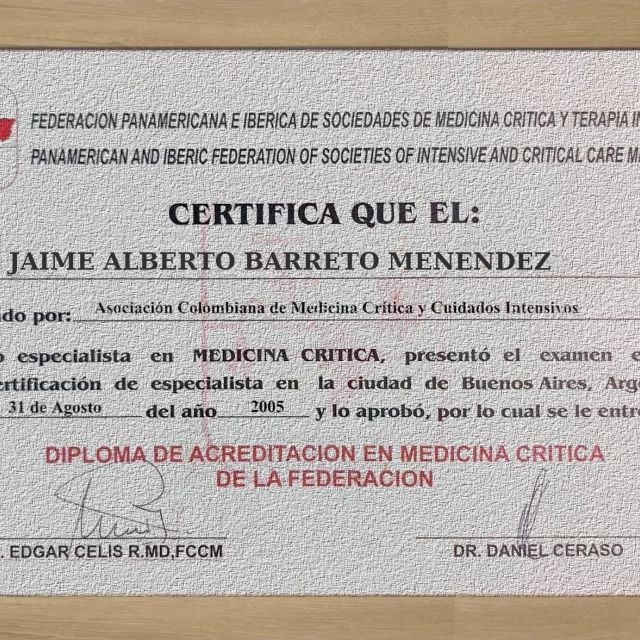 FEDERACION PANAMERICANA E IBERICA DE SOCIEDADES DE MEDICINA CRITICA Y TERAPIA
PANAMERICAN AND IBERIC FEDERATION OF SOCIETIES OF INTENSIVE AND CRITICAL CARE
CERTIFICA QUE EL:
JAIME ALBERTO BARRETO MENENDEZ
por: Asociación Colombiana de Medicina Crítica y Cuidados Intensivos
especialista en MEDICINA CRITICA, presentó el examen
de especialista en la ciudad de Buenos Aires,
31 de Agosto del año 2005 y lo aprobó, por lo cual se le
DIPLOMA DE ACREDITACION EN MEDICINA CRITICA
DE LA FEDERACION
EDGAR CELIS R.MD,FCCM
DR. DANIEL CERASO